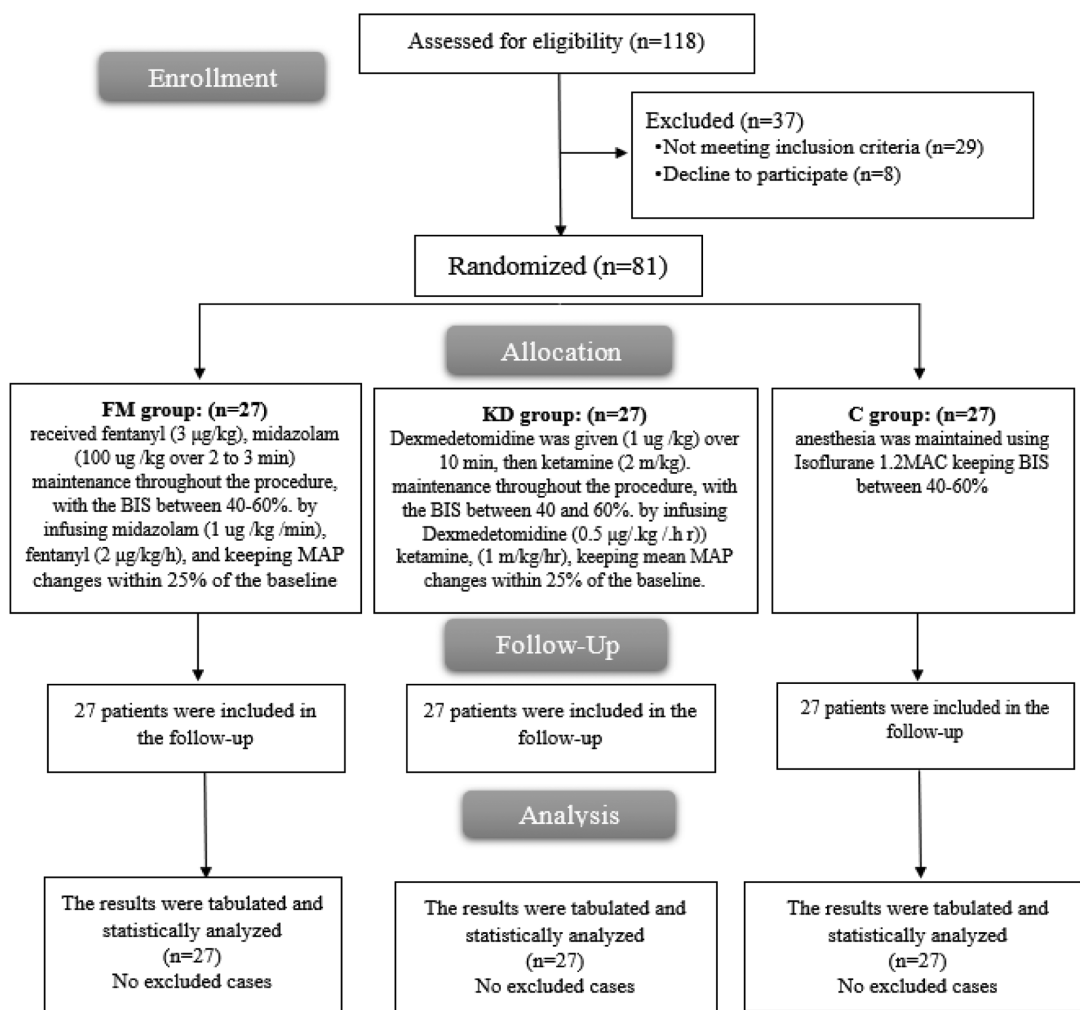 Assessed for eligibility (n=118)
Enrollment
Excluded (n=37)
•Not meeting inclusion criteria (n=29)
•Decline to participate (n=8)
Randomized (n=81)
Allocation
FM group: (n=27)
received fentanyl (3 μg/kg), midazolam
(100 ug /kg over 2 to 3 min)
maintenance throughout the procedure,
with the BIS between 40-60%. by
infusing midazolam (1 ug /kg /min),
fentanyl (2 μg/kg/h), and keeping MAP
changes within 25% of the baseline
KD group: (n=27)
Dexmedetomidine was given (1 ug /kg) over
10 min, then ketamine (2 m/kg).
maintenance throughout the procedure, with
the BIS between 40 and 60%. by infusing
Dexmedetomidine (0.5 μg/.kg /.h r))
ketamine, (1 m/kg/hr), keeping mean MAP
changes within 25% of the baseline.
C group: (n=27)
anesthesia was maintained using
Isoflurane 1.2MAC keeping BIS
between 40-60%
Follow-Up
27 patients were included in
the follow-up
27 patients were included in the
follow-up
27 patients were included in the
follow-up
Analysis
The results were tabulated and
statistically analyzed
(n=27)
No excluded cases
The results were tabulated and
statistically analyzed
(n=27)
No excluded cases
The results were tabulated and
statistically analyzed
(n=27)
No excluded cases